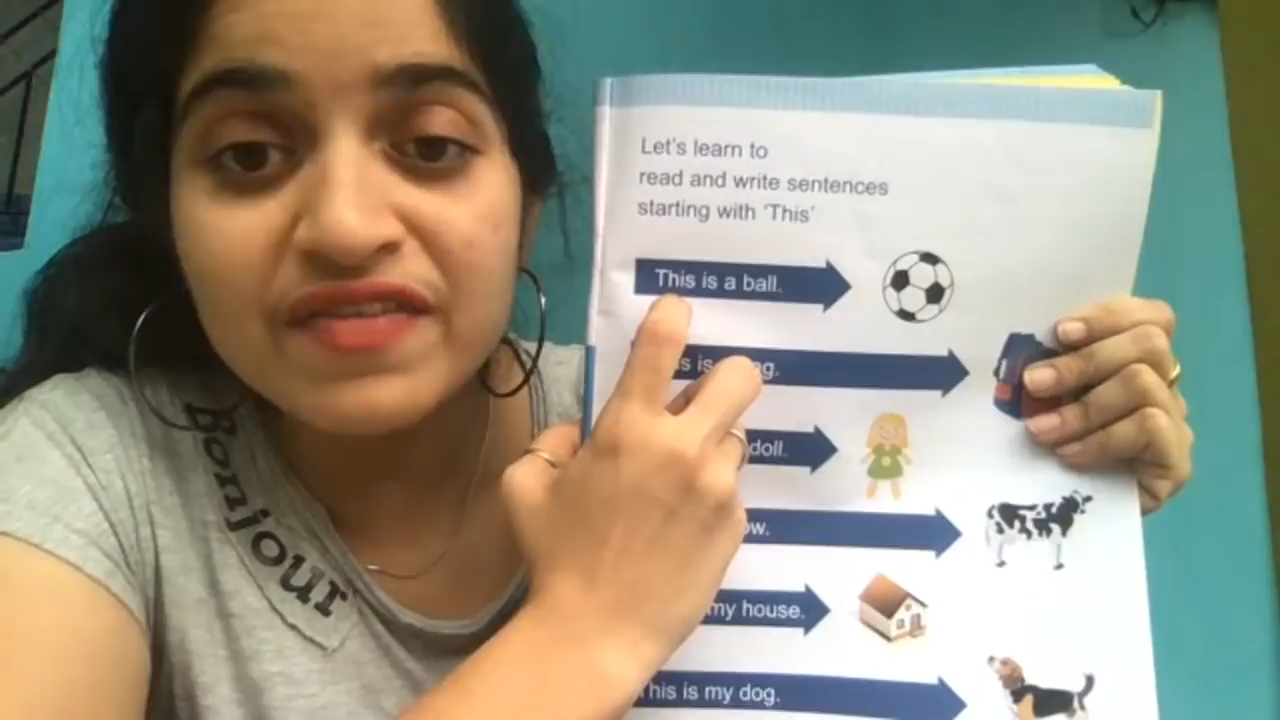 Bonjour
Let's learn to
read and write sentences
starting with 'This'
This is a ball.
is
doll.
my house.
This is my dog.